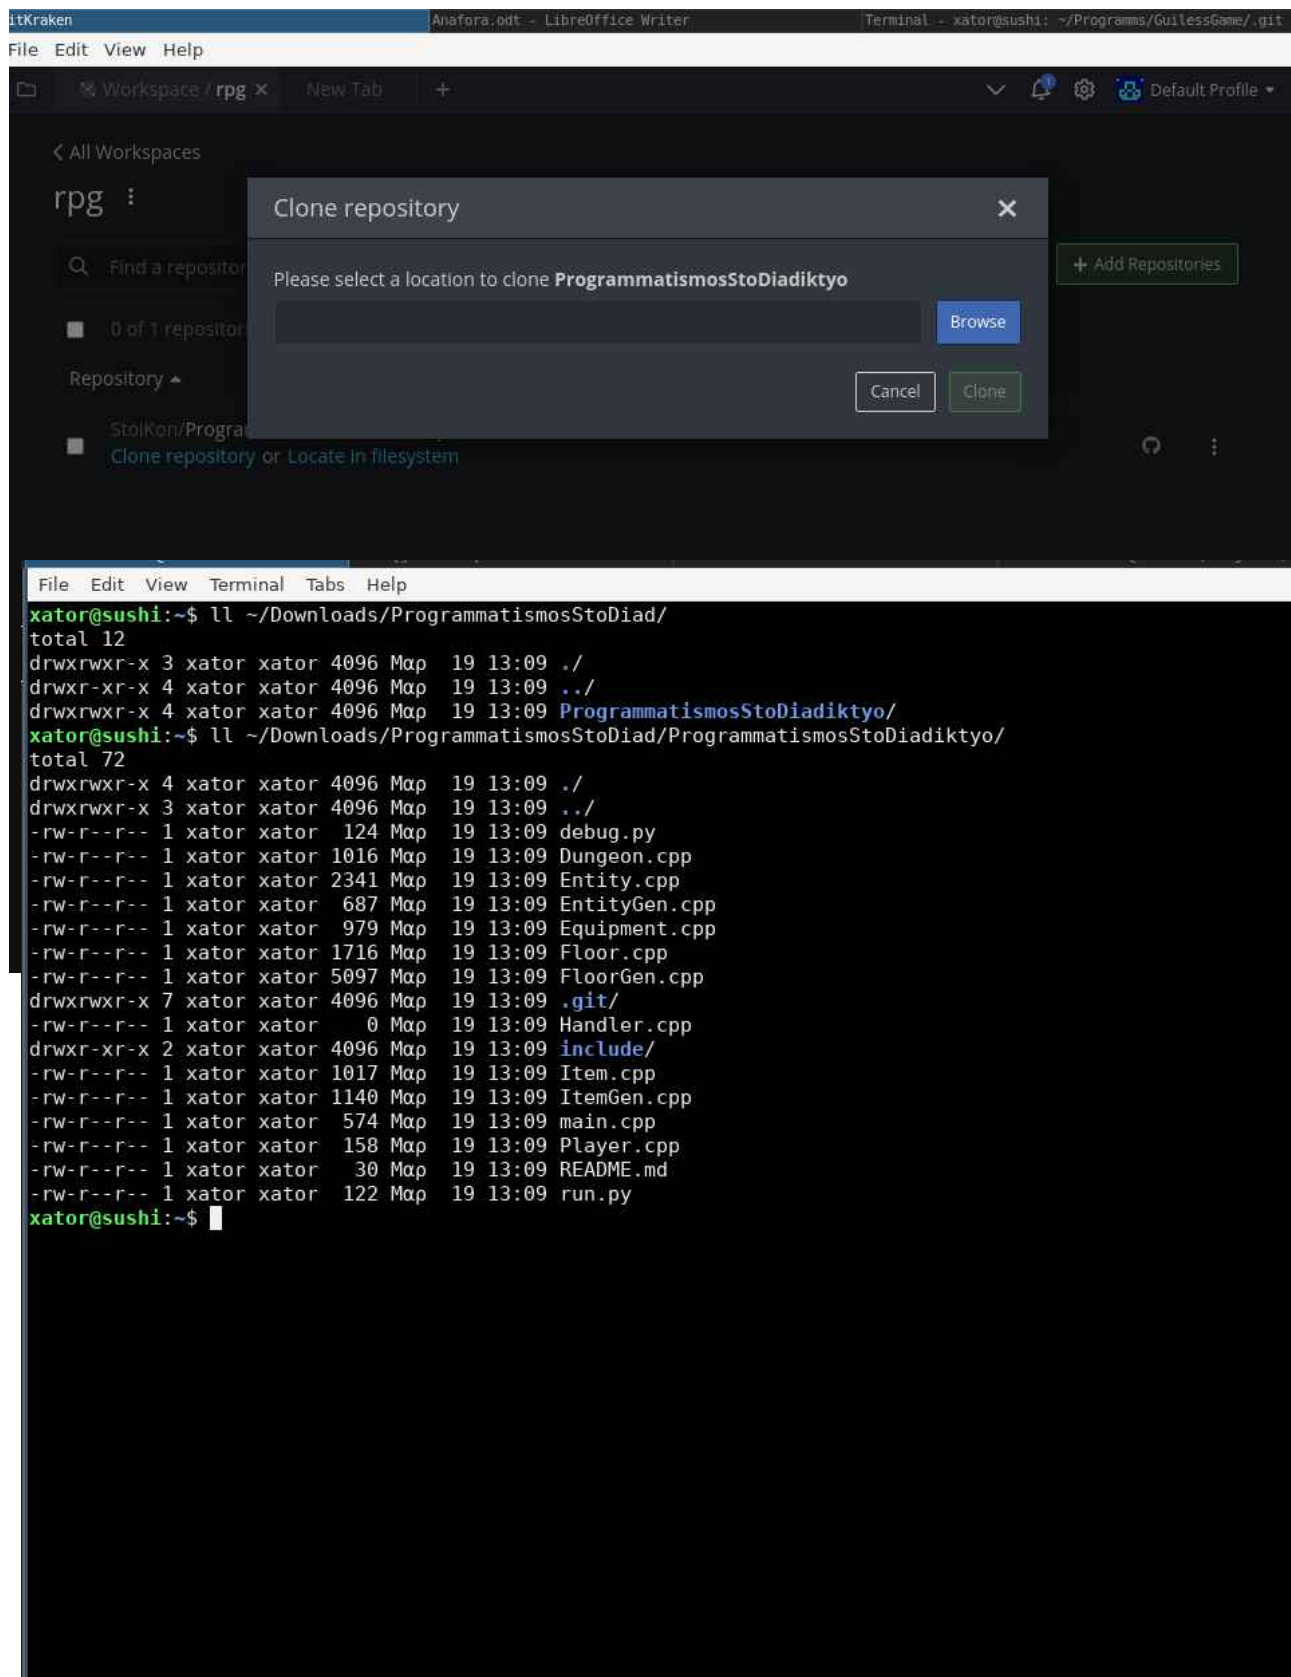 itKraken Anafora.odt - LibreOffice Writer Terminal - xator@sushi: ~/Programms/GuilessGame/.git
File Edit View Help
Workspace / rpg × New Tab + Default Profile
All Workspaces
rpg
Clone repository
Find a repositor
+ Add Repositories
Please select a location to clone ProgrammatismosStoDiadiktyo
Browse
0 of 1 repositor
Repository
Cancel Clone
StolKon/Progra
Clone repository or Locate in filesystem
File Edit View Terminal Tabs Help
xator@sushi:~$ ll ~/Downloads/ProgrammatismosStoDiad/
total 12
drwxrwxr-x 3 xator xator 4096 Μαρ  19 13:09 ./
drwxr-xr-x 4 xator xator 4096 Μαρ  19 13:09 ../
drwxrwxr-x 4 xator xator 4096 Μαρ  19 13:09 ProgrammatismosStoDiadiktyo/
xator@sushi:~$ ll ~/Downloads/ProgrammatismosStoDiad/ProgrammatismosStoDiadiktyo/
total 72
drwxrwxr-x 4 xator xator 4096 Μαρ  19 13:09 ./
drwxrwxr-x 3 xator xator 4096 Μαρ  19 13:09 ../
-rw-r--r-- 1 xator xator  124 Μαρ  19 13:09 debug.py
-rw-r--r-- 1 xator xator 1016 Μαρ  19 13:09 Dungeon.cpp
-rw-r--r-- 1 xator xator 2341 Μαρ  19 13:09 Entity.cpp
-rw-r--r-- 1 xator xator  687 Μαρ  19 13:09 EntityGen.cpp
-rw-r--r-- 1 xator xator  979 Μαρ  19 13:09 Equipment.cpp
-rw-r--r-- 1 xator xator 1716 Μαρ  19 13:09 Floor.cpp
-rw-r--r-- 1 xator xator 5097 Μαρ  19 13:09 FloorGen.cpp
drwxrwxr-x 7 xator xator 4096 Μαρ  19 13:09 .git/
-rw-r--r-- 1 xator xator    0 Μαρ  19 13:09 Handler.cpp
drwxr-xr-x 2 xator xator 4096 Μαρ  19 13:09 include/
-rw-r--r-- 1 xator xator 1017 Μαρ  19 13:09 Item.cpp
-rw-r--r-- 1 xator xator 1140 Μαρ  19 13:09 ItemGen.cpp
-rw-r--r-- 1 xator xator  574 Μαρ  19 13:09 main.cpp
-rw-r--r-- 1 xator xator  158 Μαρ  19 13:09 Player.cpp
-rw-r--r-- 1 xator xator   30 Μαρ  19 13:09 README.md
-rw-r--r-- 1 xator xator  122 Μαρ  19 13:09 run.py
xator@sushi:~$